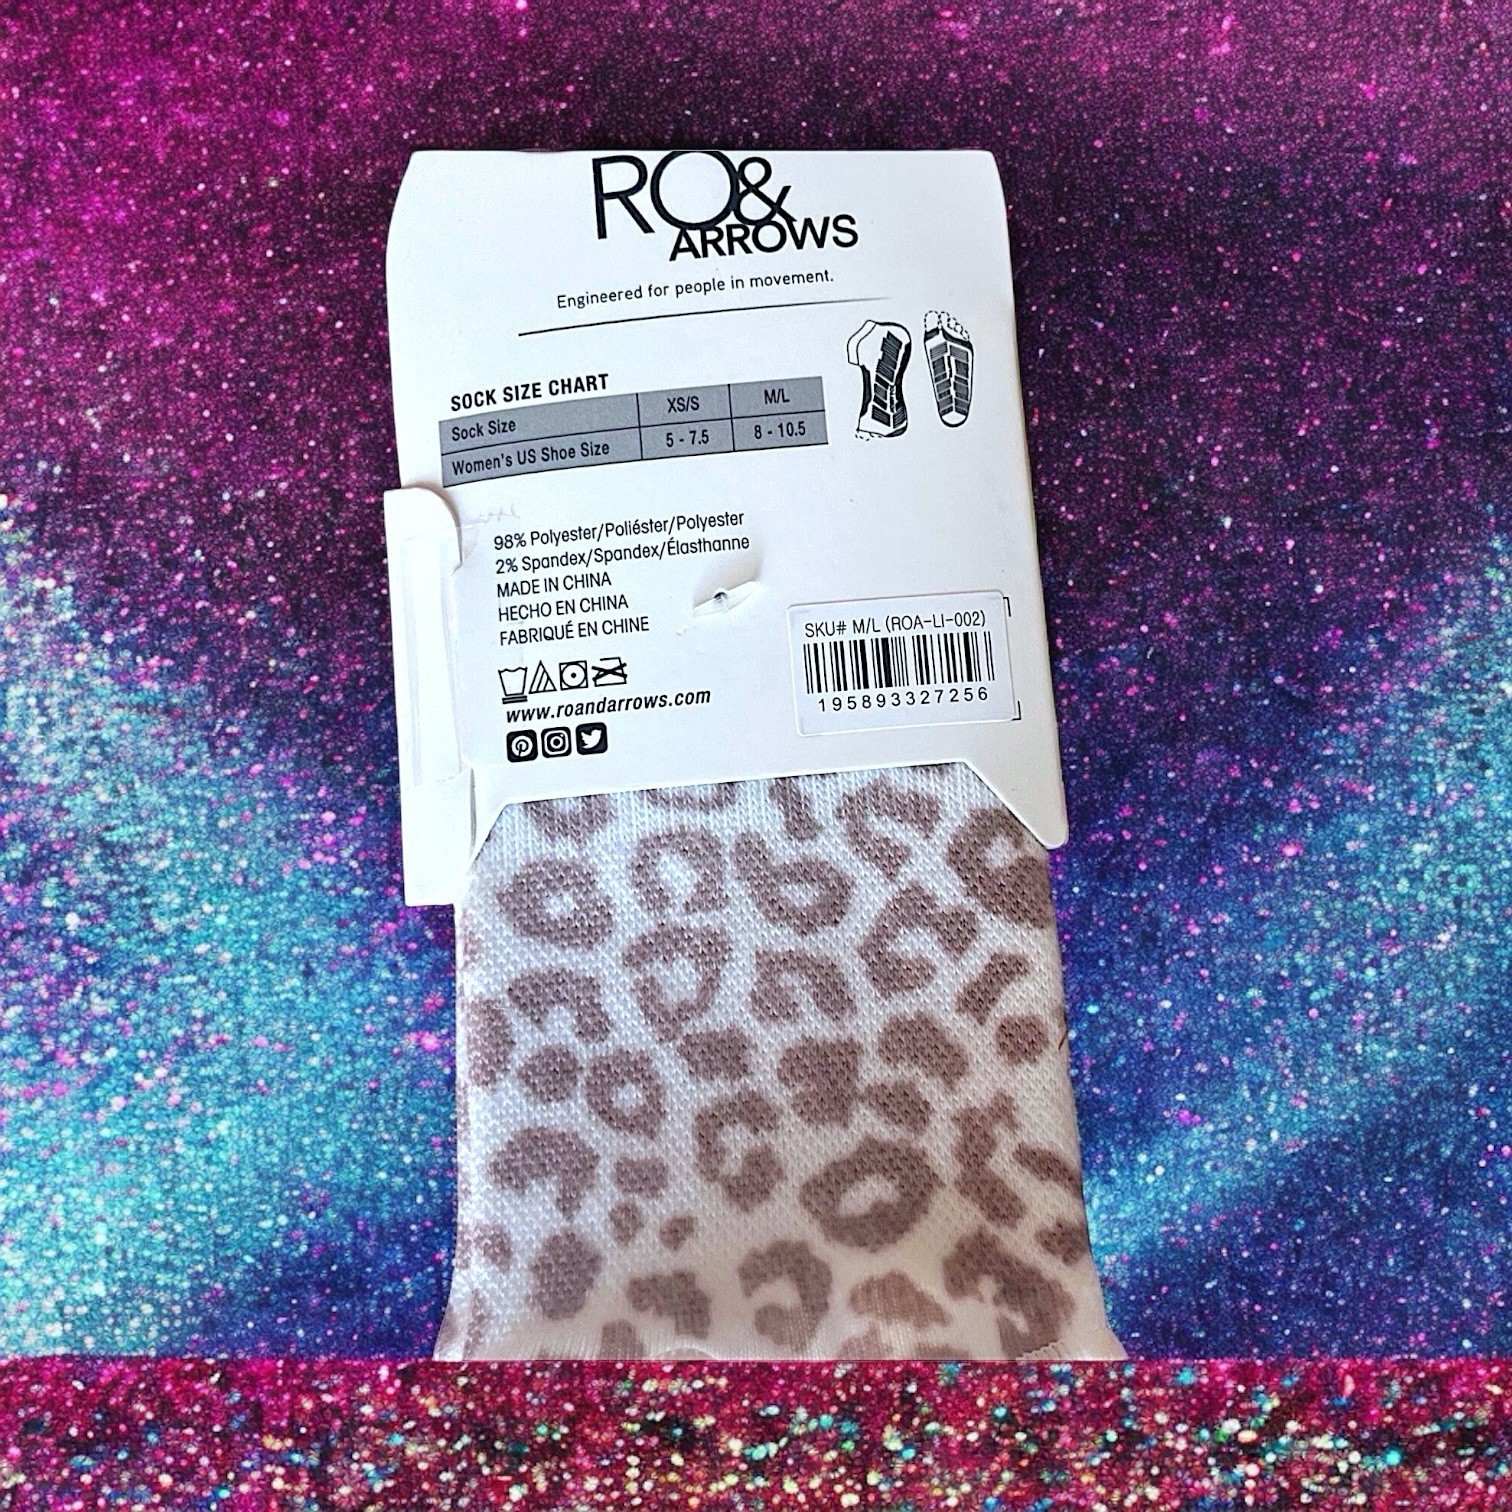 RO&
ARROWS
Engineered for people in movement.
SOCK SIZE CHART
Sock Size XS/S M/L
Women's US Shoe Size 5 - 7.5 8 - 10.5
98% Polyester/Poliéster/Polyester
2% Spandex/Spandex/Élasthanne
MADE IN CHINA
HECHO EN CHINA
FABRIQUÉ EN CHINE
www.roandarrows.com
SKU# M/L (ROA-LI-002)
195893327256